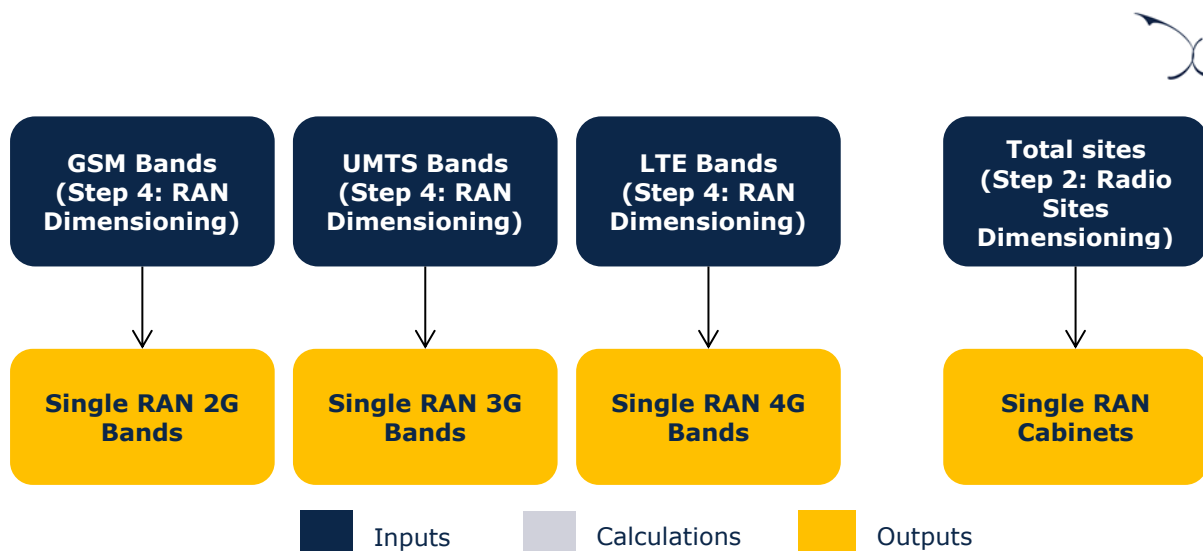 GSM Bands
(Step 4: RAN
Dimensioning)
UMTS Bands
(Step 4: RAN
Dimensioning)
LTE Bands
(Step 4: RAN
Dimensioning)
Total sites
(Step 2: Radio
Sites
Dimensioning)
Single RAN 2G
Bands
Single RAN 3G
Bands
Single RAN 4G
Bands
Single RAN
Cabinets
Inputs
Calculations
Outputs